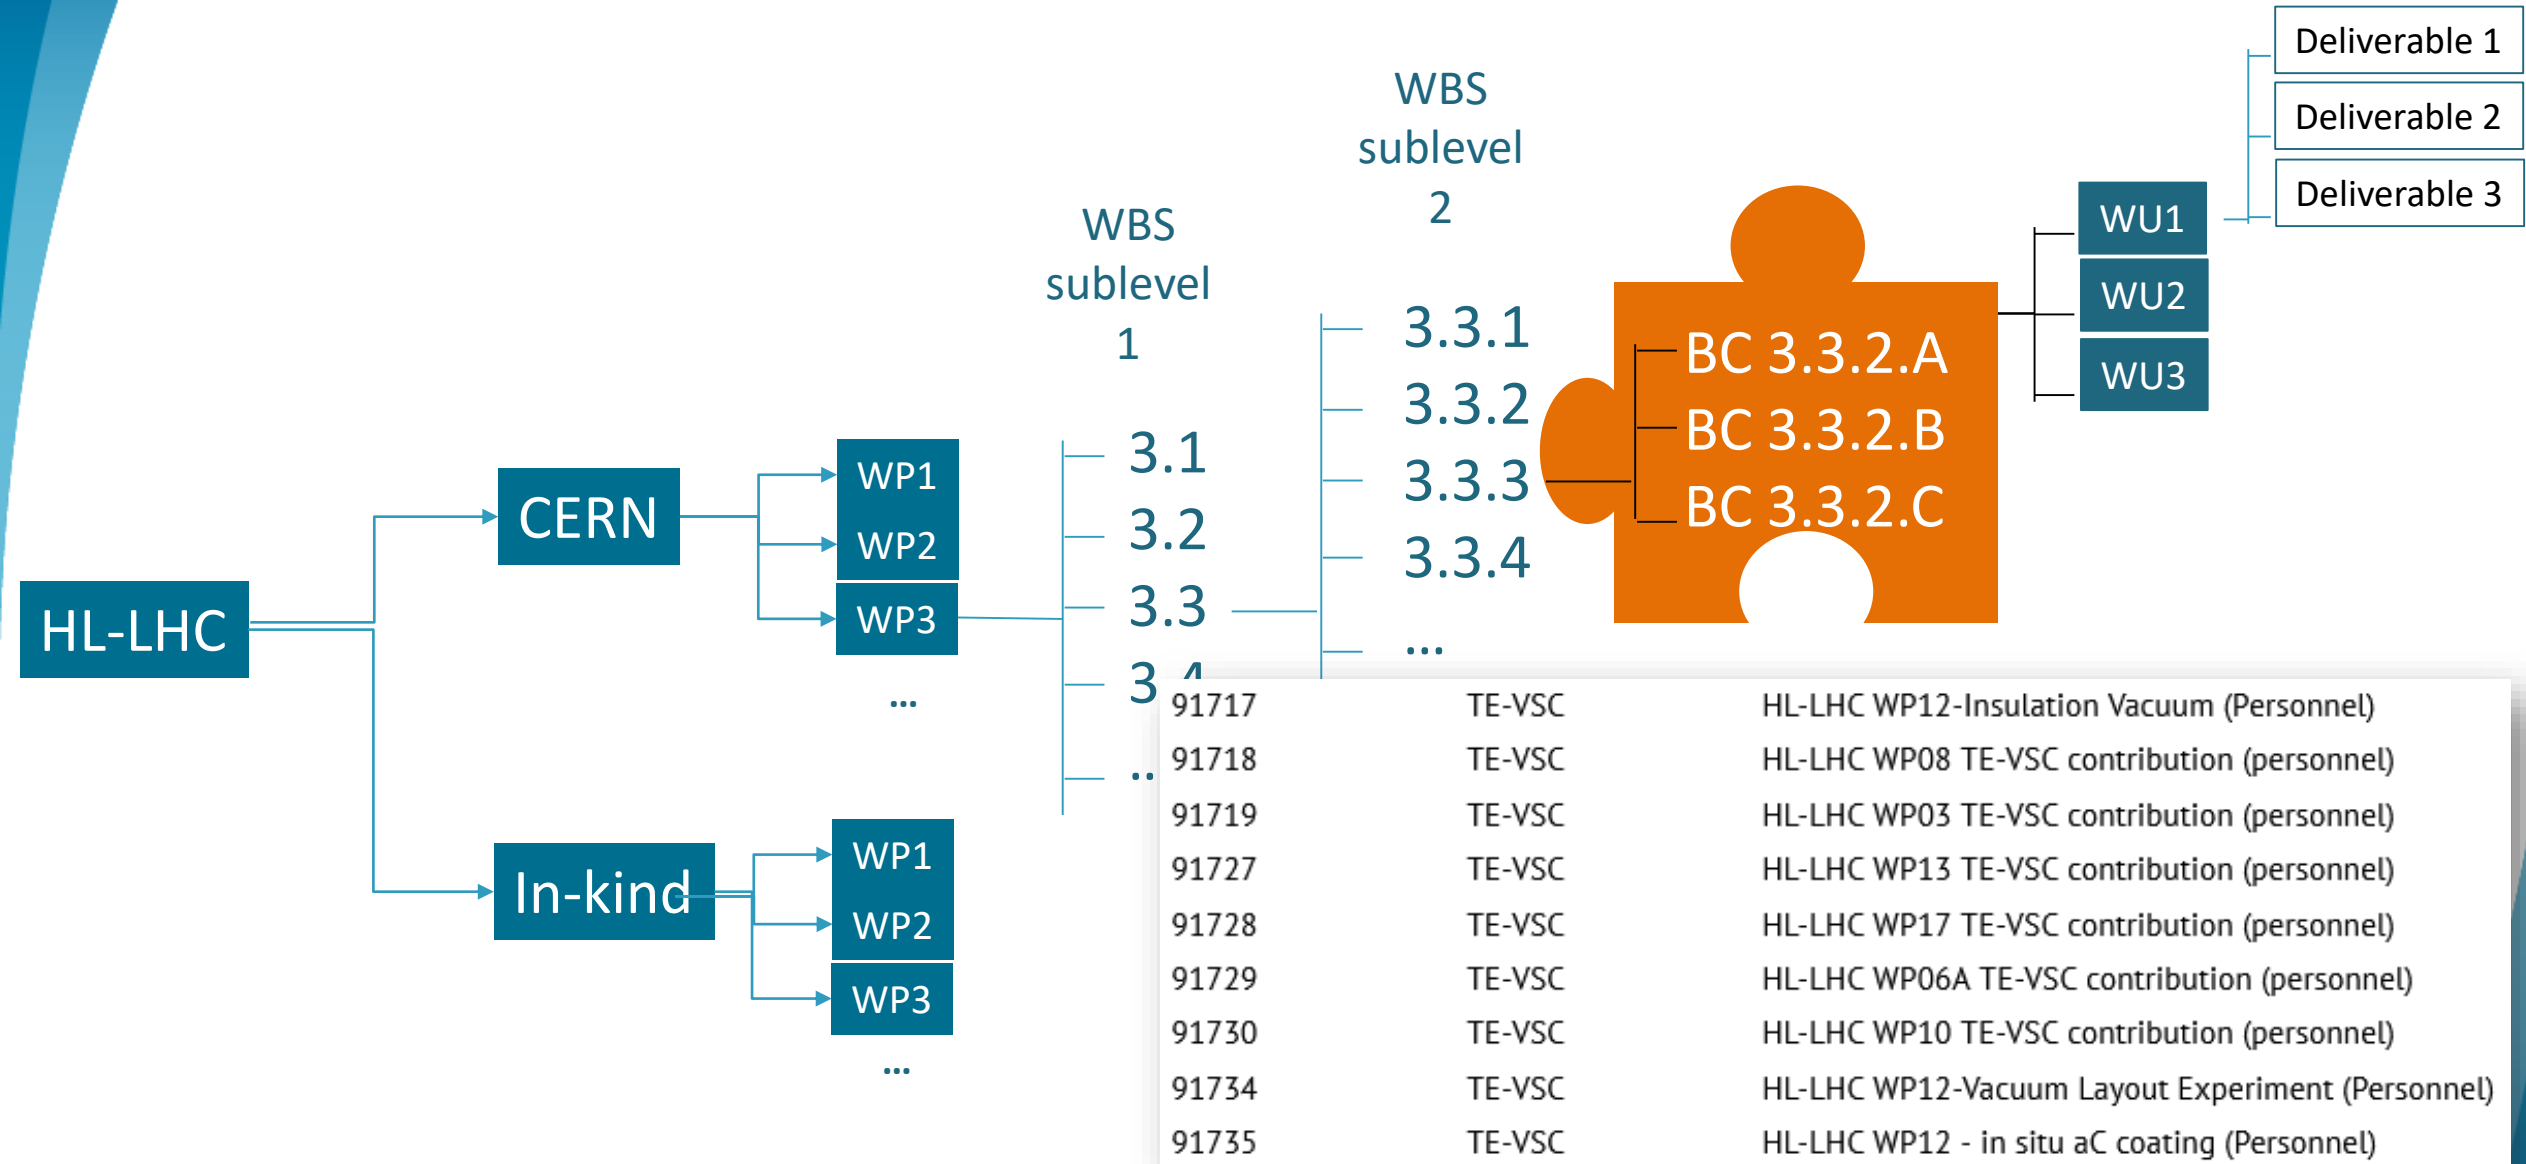 HL-LHC
CERN
In-kind
WP1
WP2
WP3
...
WP1
WP2
WP3
...
WBS
sublevel
1
3.1
3.2
3.3
3.4
..
WBS
sublevel
2
3.3.1
3.3.2
3.3.3
3.3.4
...
BC 3.3.2.A
BC 3.3.2.B
BC 3.3.2.C
WU1
WU2
WU3
Deliverable 1
Deliverable 2
Deliverable 3
91717 TE-VSC HL-LHC WP12-Insulation Vacuum (Personnel)
91718 TE-VSC HL-LHC WP08 TE-VSC contribution (personnel)
91719 TE-VSC HL-LHC WP03 TE-VSC contribution (personnel)
91727 TE-VSC HL-LHC WP13 TE-VSC contribution (personnel)
91728 TE-VSC HL-LHC WP17 TE-VSC contribution (personnel)
91729 TE-VSC HL-LHC WP06A TE-VSC contribution (personnel)
91730 TE-VSC HL-LHC WP10 TE-VSC contribution (personnel)
91734 TE-VSC HL-LHC WP12-Vacuum Layout Experiment (Personnel)
91735 TE-VSC HL-LHC WP12 - in situ aC coating (Personnel)